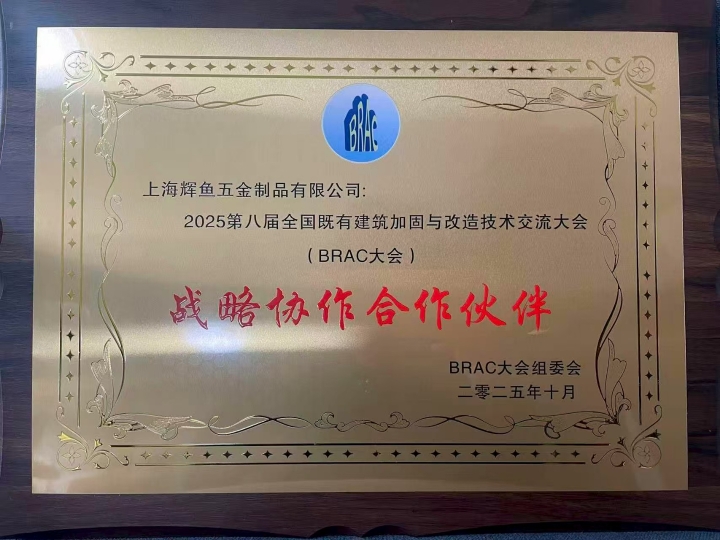 BRAC
上海辉鱼五金制品有限公司:
2025第八届全国既有建筑加固与改造技术交流大会
（BRAC大会）
战略协作合作伙伴
BRAC大会组委会
二零二五年十月